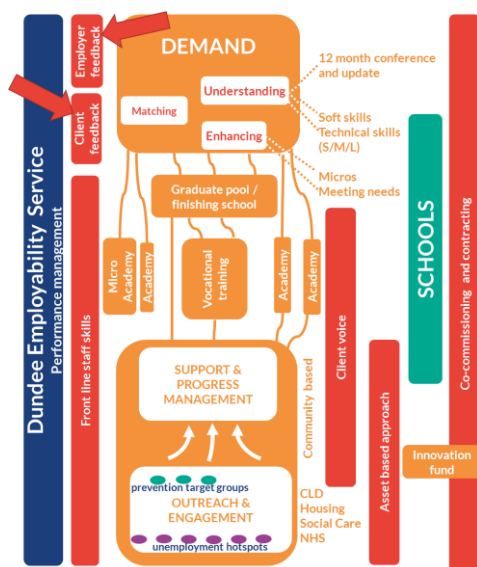 Dundee Employability Service
Performance management
Employer
feedback
Client
feedback
Front line staff skills
DEMAND
Matching
Understanding
Enhancing
12 month conference
and update
Soft skills
Technical skills
(S/M/L)
Micros
Meeting needs
Graduate pool /
finishing school
Micro
Academy
Academy
Vocational
training
Academy
Academy
SUPPORT &
PROGRESS
MANAGEMENT
Community based
prevention target groups
OUTREACH &
ENGAGEMENT
unemployment hotspots
CLD
Housing
Social Care
NHS
Client voice
Asset based approach
SCHOOLS
Innovation
fund
Co-commissioning and contracting